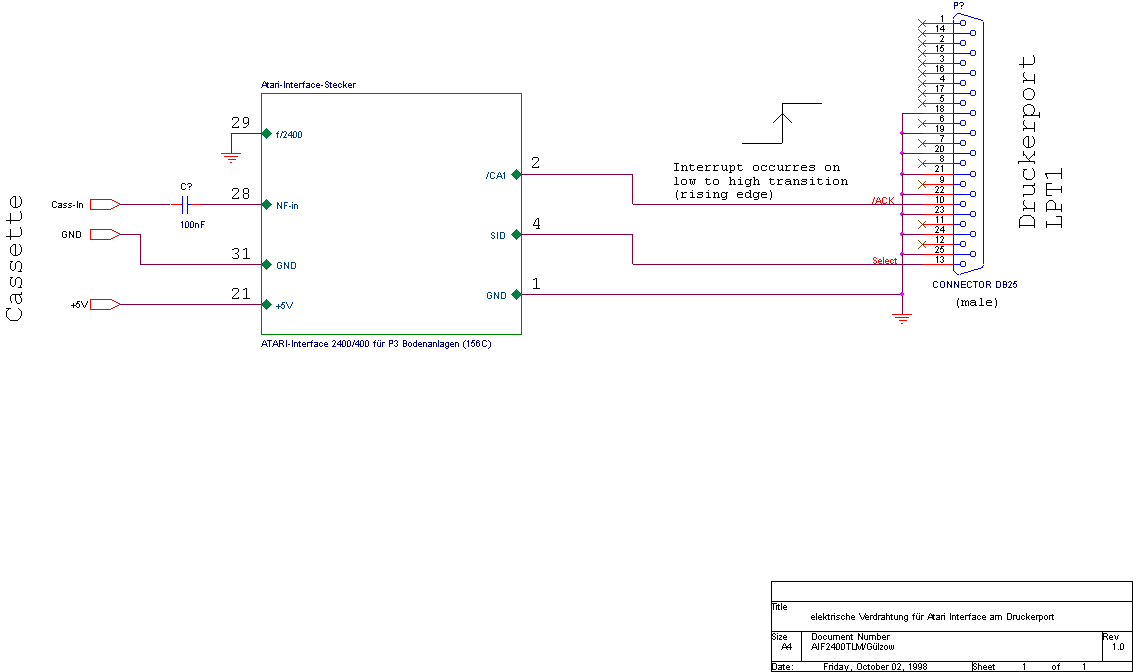 P?
1
14
2
15
3
16
4
17
5
18
6
19
7
20
8
21
9
22
10
23
11
24
12
25
13
/ACK
Select
CONNECTOR DB25
(male)
Druckerport
LPT1
Atari-Interface-Stecker
29
f/2400
2
/CA1
Interrupt occurres on
low to high transition
(rising edge)
Cassette
C?
28
Cass-In
NF-in
100nF
4
SID
GND
31
GND
1
GND
21
+5V
+5V
ATARI-Interface 2400/400 für P3 Bodenanlagen (156C)
Title
elektrische Verdrahtung für Atari Interface am Druckerport
Size
Document Number
Rev
A4
AIF2400TLM/Gülzow
1.0
Date:
Friday, October 02, 1998
Sheet
1
of
1